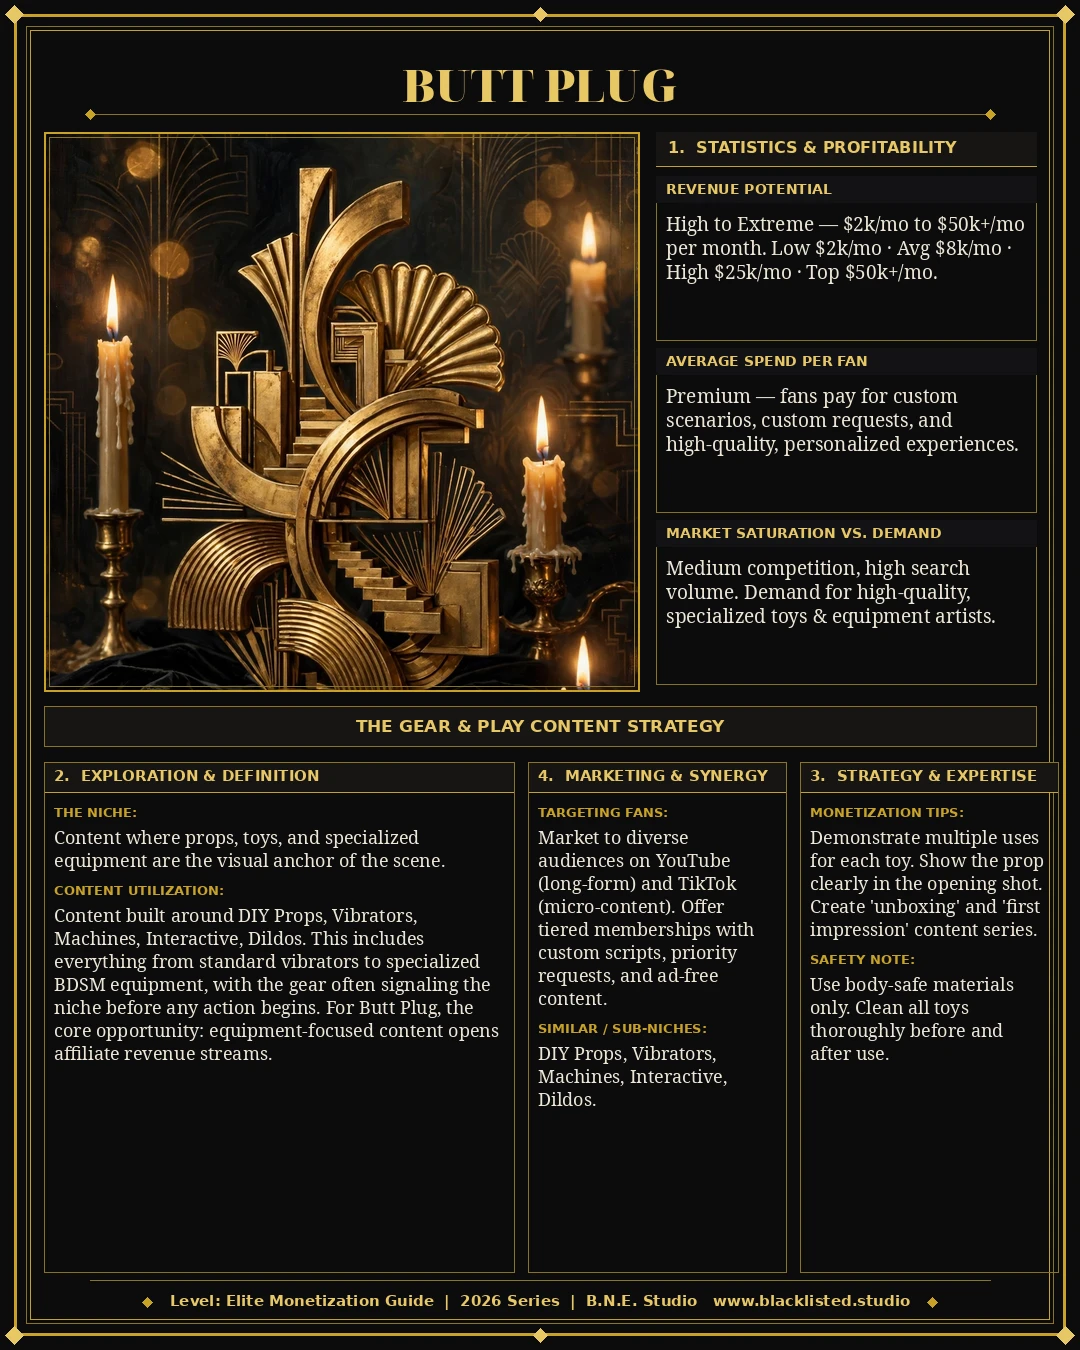 BUTT PLUG
1. STATISTICS & PROFITABILITY
REVENUE POTENTIAL
High to Extreme — $2k/mo to $50k+/mo
per month. Low $2k/mo · Avg $8k/mo ·
High $25k/mo · Top $50k+/mo.
AVERAGE SPEND PER FAN
Premium — fans pay for custom
scenarios, custom requests, and
high-quality, personalized experiences.
MARKET SATURATION VS. DEMAND
Medium competition, high search
volume. Demand for high-quality,
specialized toys & equipment artists.
THE GEAR & PLAY CONTENT STRATEGY
2. EXPLORATION & DEFINITION
THE NICHE:
Content where props, toys, and specialized
equipment are the visual anchor of the scene.
CONTENT UTILIZATION:
Content built around DIY Props, Vibrators,
Machines, Interactive, Dildos. This includes
everything from standard vibrators to specialized
BDSM equipment, with the gear often signaling the
niche before any action begins. For Butt Plug, the
core opportunity: equipment-focused content opens
affiliate revenue streams.
4. MARKETING & SYNERGY
TARGETING FANS:
Market to diverse
audiences on YouTube
(long-form) and TikTok
(micro-content). Offer
tiered memberships with
custom scripts, priority
requests, and ad-free
content.
SIMILAR / SUB-NICHES:
DIY Props, Vibrators,
Machines, Interactive,
Dildos.
3. STRATEGY & EXPERTISE
MONETIZATION TIPS:
Demonstrate multiple uses
for each toy. Show the prop
clearly in the opening shot.
Create 'unboxing' and 'first
impression' content series.
SAFETY NOTE:
Use body-safe materials
only. Clean all toys
thoroughly before and
after use.
Level: Elite Monetization Guide | 2026 Series | B.N.E. Studio www.blacklisted.studio